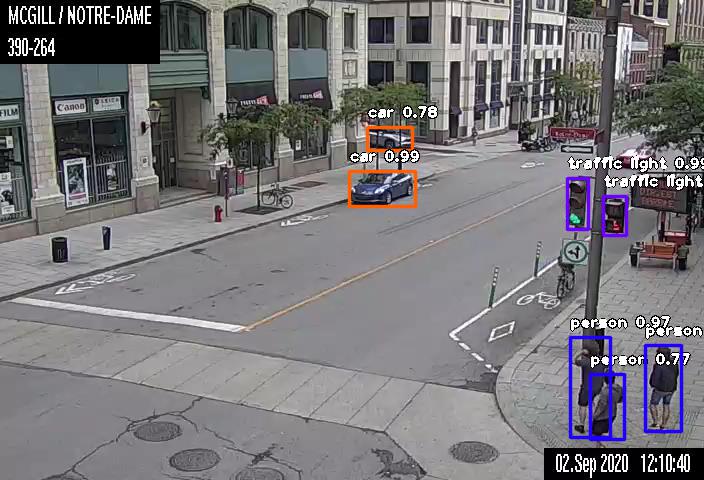 MCGILL / NOTRE-DAME
390-264
car 0.78
car 0.99
traffic light 0.99
traffic light
FILM
Canon
person 0.97
person
person 0.77
02.Sep 2020 12:10:40